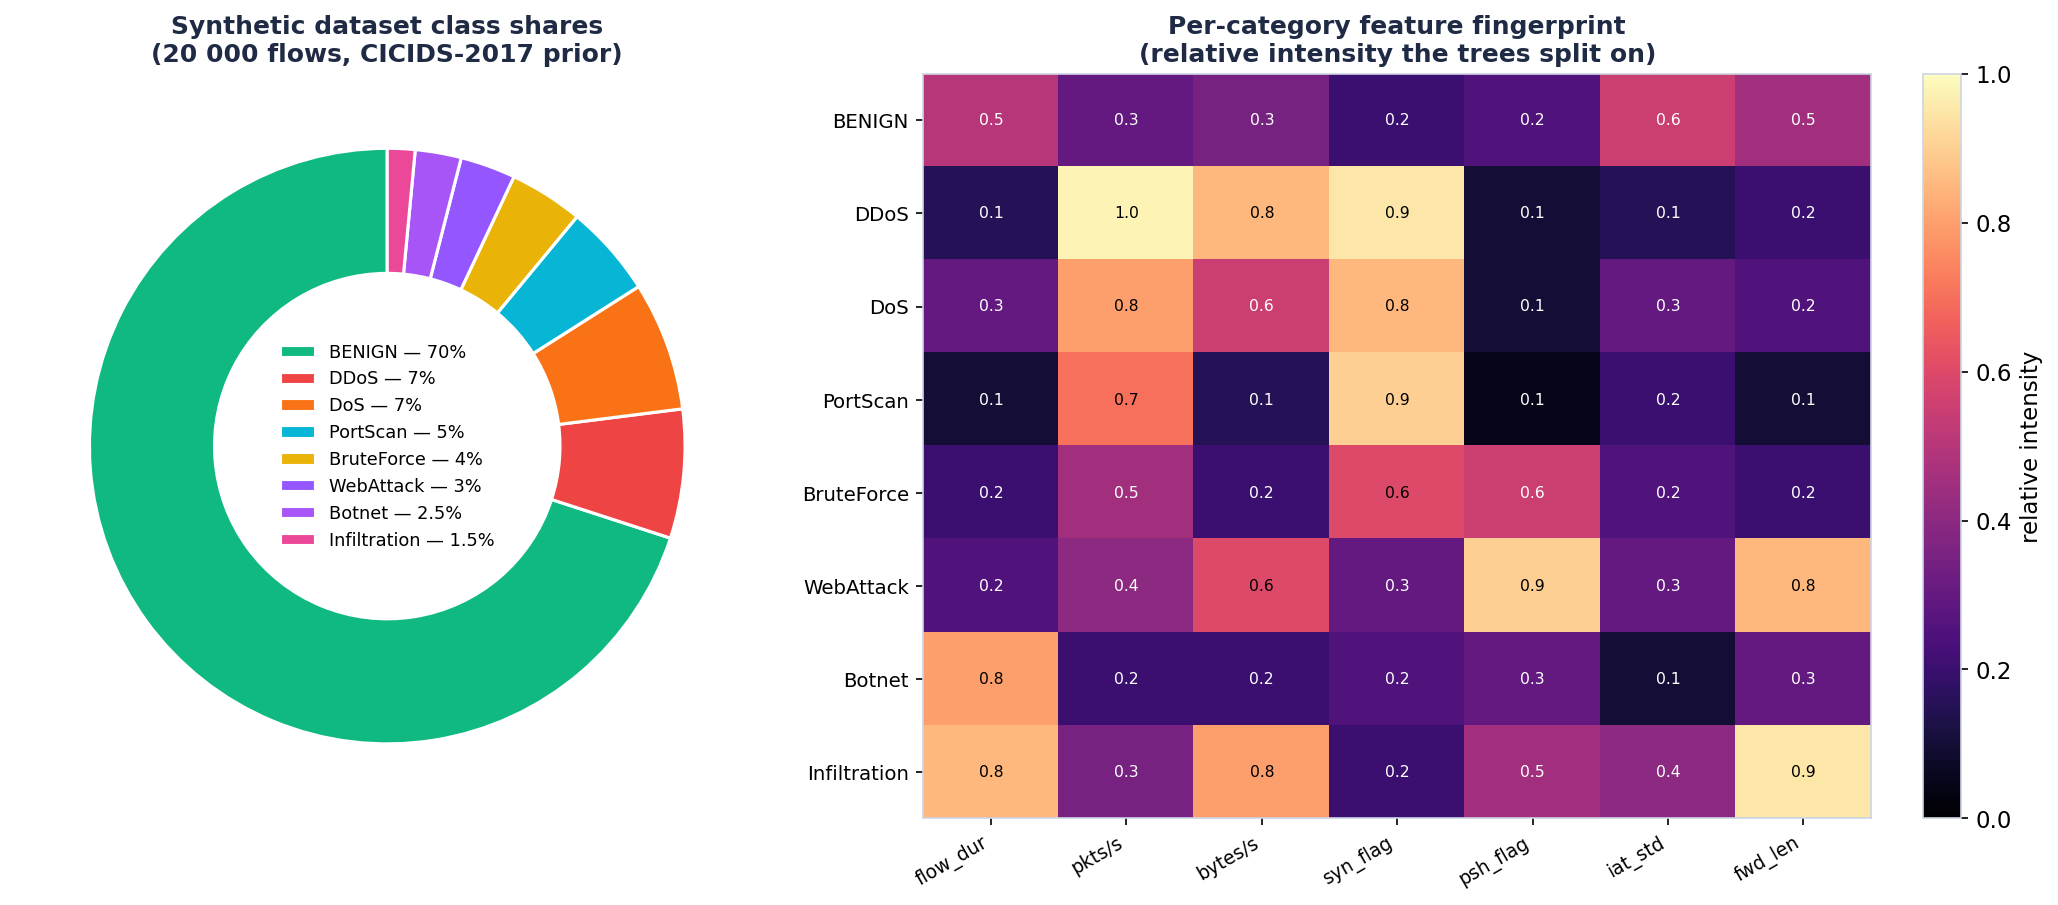 Synthetic dataset class shares
(20 000 flows, CICIDS-2017 prior)
BENIGN — 70%
DDoS — 7%
DoS — 7%
PortScan — 5%
BruteForce — 4%
WebAttack — 3%
Botnet — 2.5%
Infiltration — 1.5%
Per-category feature fingerprint
(relative intensity the trees split on)
BENIGN 0.5 0.3 0.3 0.2 0.2 0.6 0.5
DDoS 0.1 1.0 0.8 0.9 0.1 0.1 0.2
DoS 0.3 0.8 0.6 0.8 0.1 0.3 0.2
PortScan 0.1 0.7 0.1 0.9 0.1 0.2 0.1
BruteForce 0.2 0.5 0.2 0.6 0.6 0.2 0.2
WebAttack 0.2 0.4 0.6 0.3 0.9 0.3 0.8
Botnet 0.8 0.2 0.2 0.2 0.3 0.1 0.3
Infiltration 0.8 0.3 0.8 0.2 0.5 0.4 0.9
flow_dur pkts/s bytes/s syn_flag psh_flag iat_std fwd_len
1.0
0.8
0.6
0.4
0.2
0.0
relative intensity